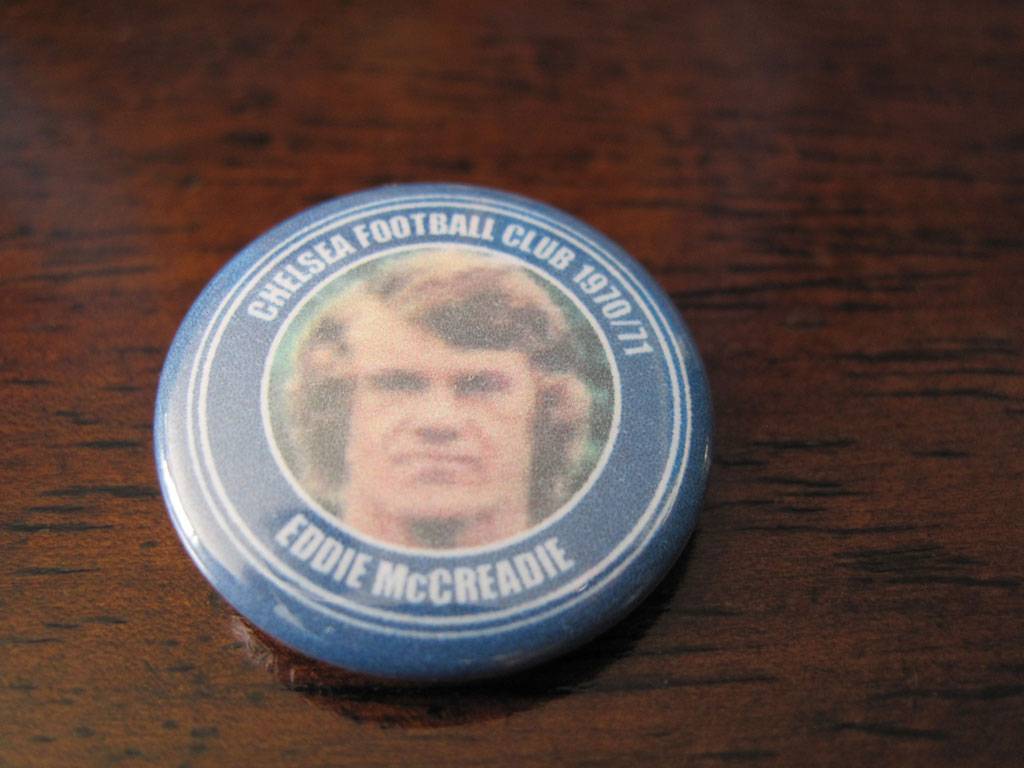 CHELSEA FOOTBALL CLUB 1970/71
EDDIE McCREADIE